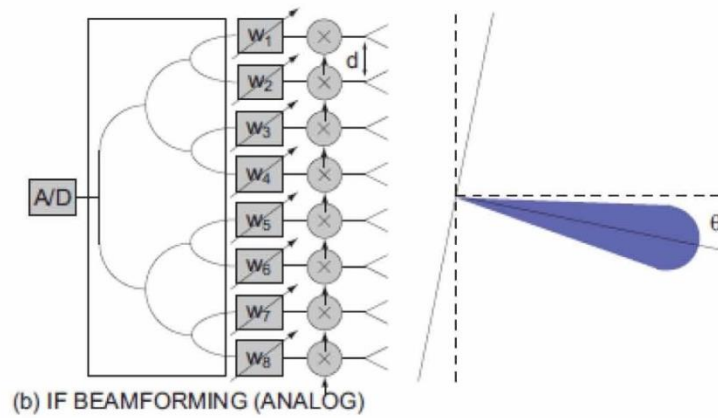 W1
d
W2
W3
W4
A/D
W5
θ
W6
W7
W8
(b) IF BEAMFORMING (ANALOG)